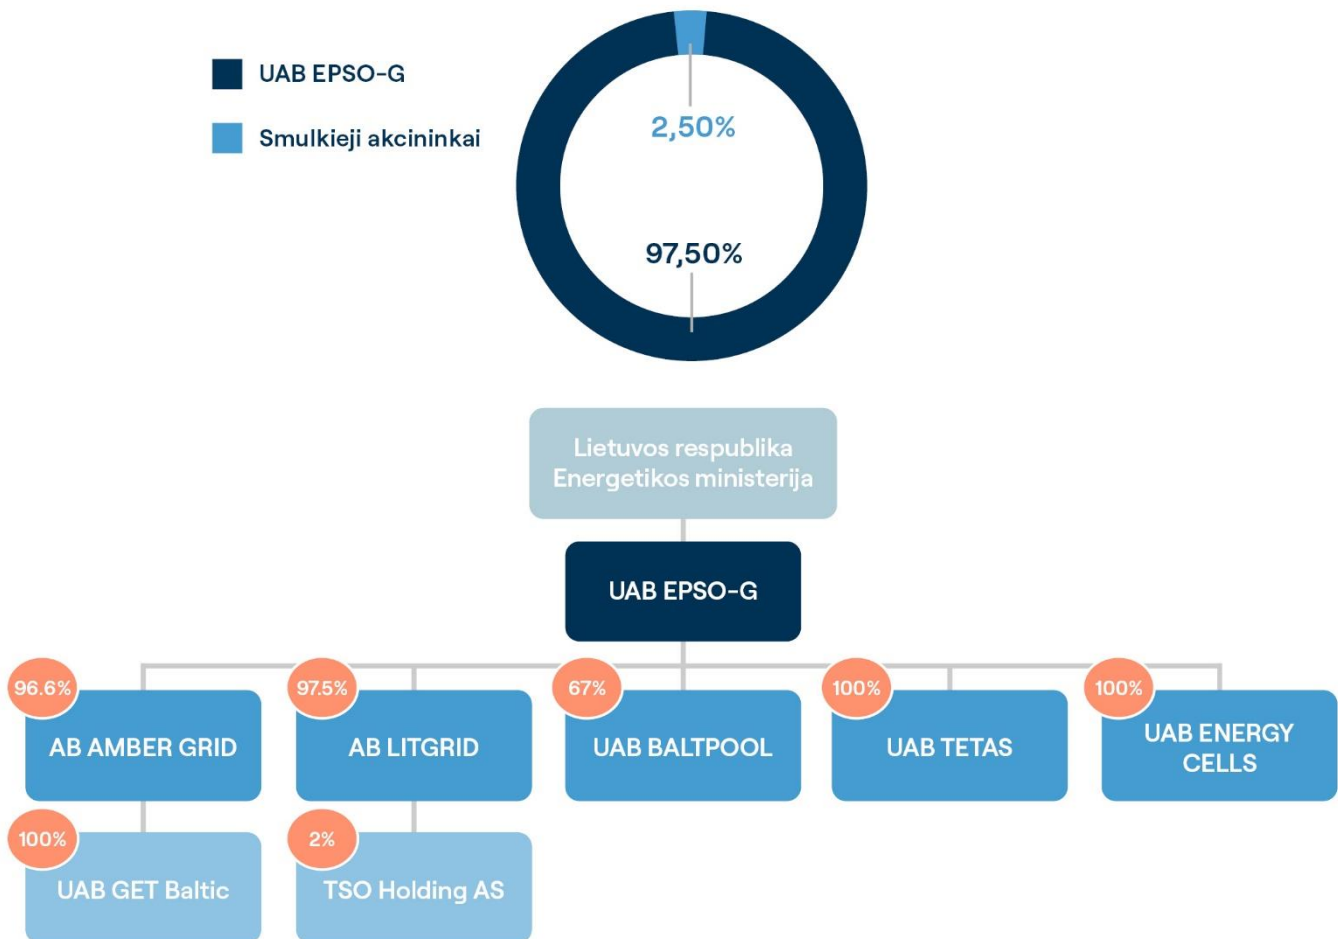 UAB EPSO-G
Smulkieji akcininkai
2,50%
97,50%
Lietuvos respublika
Energetikos ministerija
UAB EPSO-G
96.6%
AB AMBER GRID
97.5%
AB LITGRID
67%
UAB BALTPOOL
100%
UAB TETAS
100%
UAB ENERGY
CELLS
100%
UAB GET Baltic
2%
TSO Holding AS